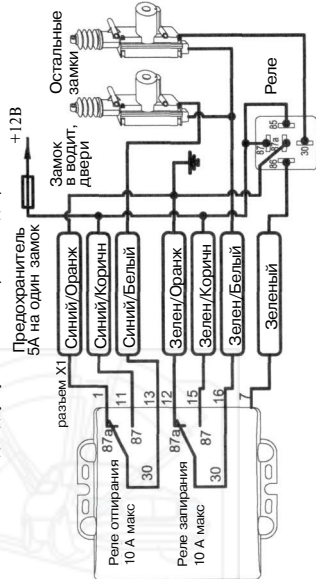 Предохранитель
5А на один замок
+12В
Замок
в водит,
двери
Остальные
замки
разъем X1
1
Синий/Оранж
11
Синий/Коричн
13
Синий/Белый
12
Зелен/Оранж
15
Зелен/Коричн
16
Зелен/Белый
7
Зеленый
87а
87
30
Реле отпирания
10 А макс
87а
87
30
Реле запирания
10 А макс
87
87а
85
86
30
Реле